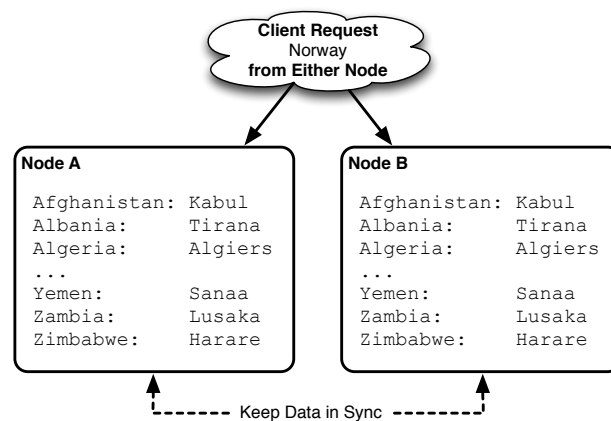 Client Request
Norway
from Either Node
Node A
Afghanistan: Kabul
Albania: Tirana
Algeria: Algiers
...
Yemen: Sanaa
Zambia: Lusaka
Zimbabwe: Harare
Node B
Afghanistan: Kabul
Albania: Tirana
Algeria: Algiers
...
Yemen: Sanaa
Zambia: Lusaka
Zimbabwe: Harare
Keep Data in Sync